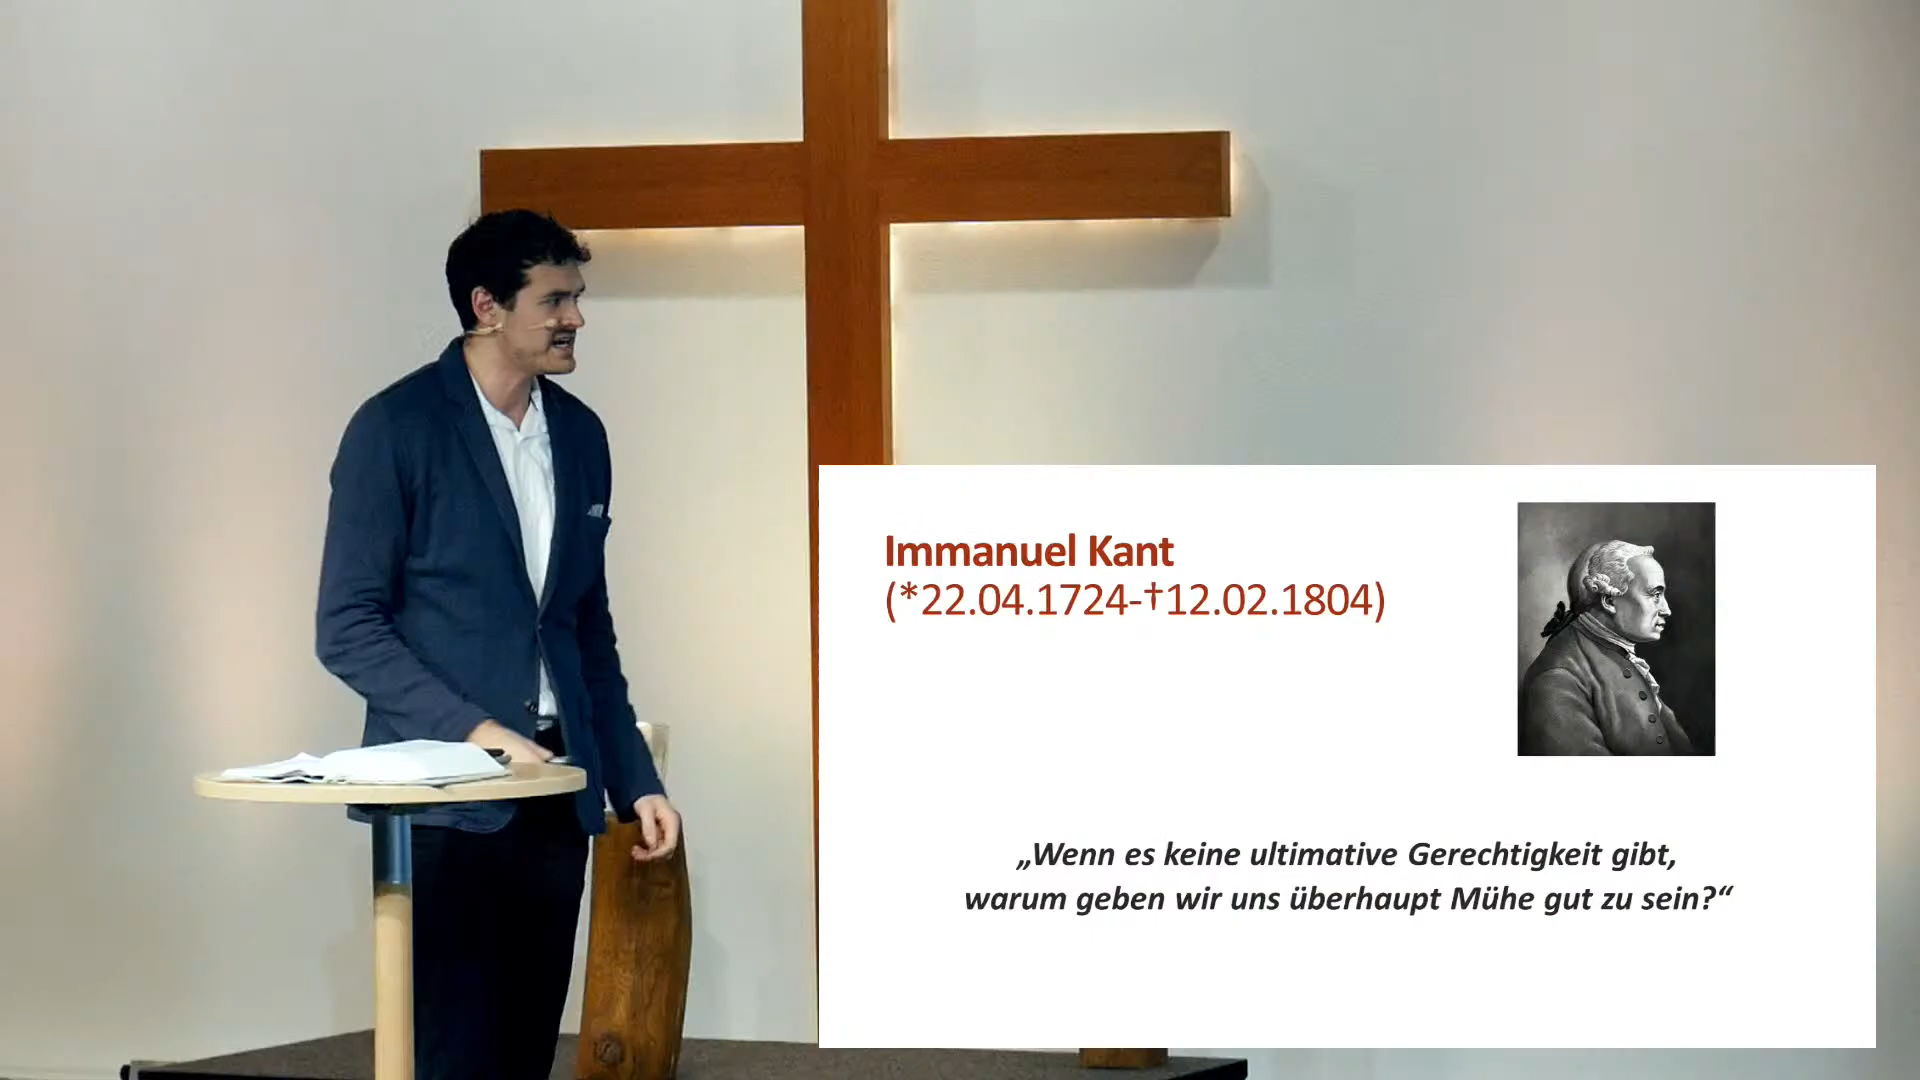 Immanuel Kant
(*22.04.1724-†12.02.1804)
„Wenn es keine ultimative Gerechtigkeit gibt,
warum geben wir uns überhaupt Mühe gut zu sein?“